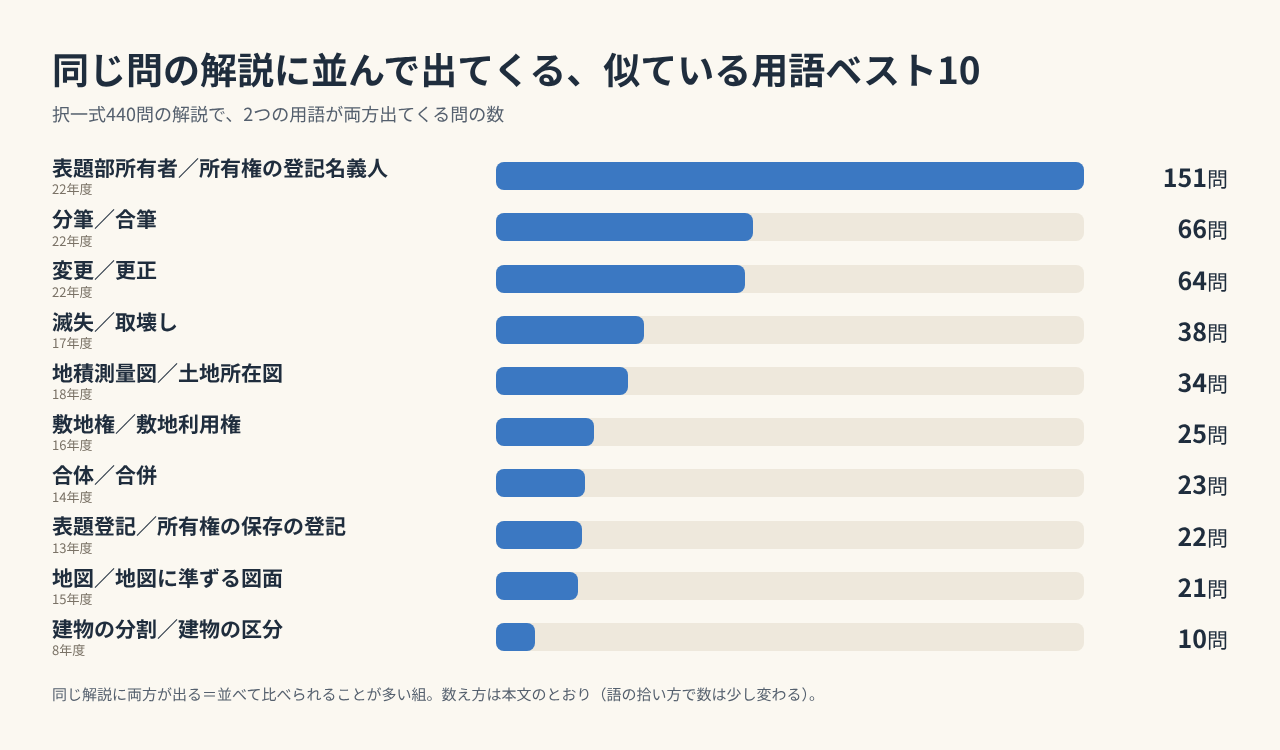 同じ問の解説に並んで出てくる、似ている用語ベスト10
択一式440問の解説で、2つの用語が両方出てくる問の数
表題部所有者／所有権の登記名義人
22年度
151問
分筆／合筆
22年度
66問
変更／更正
22年度
64問
滅失／取壊し
17年度
38問
地積測量図／土地所在図
18年度
34問
敷地権／敷地利用権
16年度
25問
合体／合併
14年度
23問
表題登記／所有権の保存の登記
13年度
22問
地図／地図に準ずる図面
15年度
21問
建物の分割／建物の区分
8年度
10問
同じ解説に両方が出る＝並べて比べられることが多い組。数え方は本文のとおり（語の拾い方で数は少し変わる）。